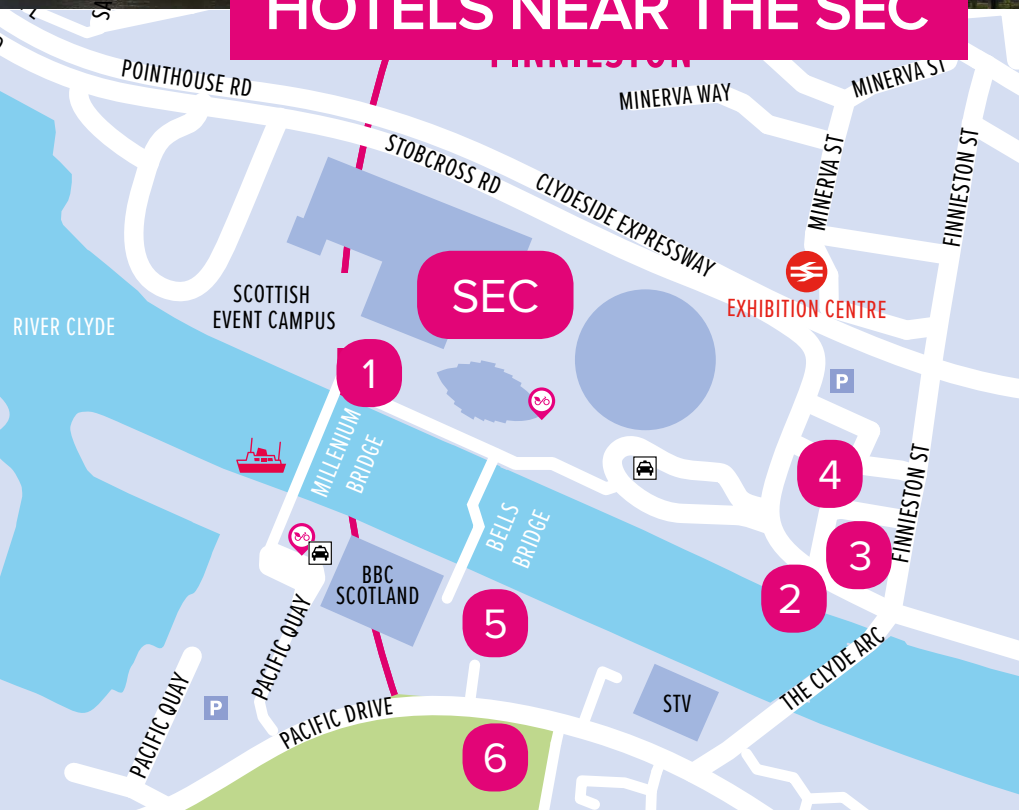 HOTELS NEAR THE SEC
FINNIESTON
POINTHOUSE RD
MINERVA WAY
MINERVA ST
STOBCROSS RD
CLYDESIDE EXPRESSWAY
MINERVA ST
FINNIESTON ST
SEC
SCOTTISH
EVENT CAMPUS
EXHIBITION CENTRE
RIVER CLYDE
1
P
MILLENIUM
BRIDGE
4
FINNIESTON ST
BELLS
BRIDGE
3
BBC
SCOTLAND
2
5
PACIFIC QUAY
THE CLYDE ARC
STV
P
PACIFIC QUAY
PACIFIC DRIVE
6